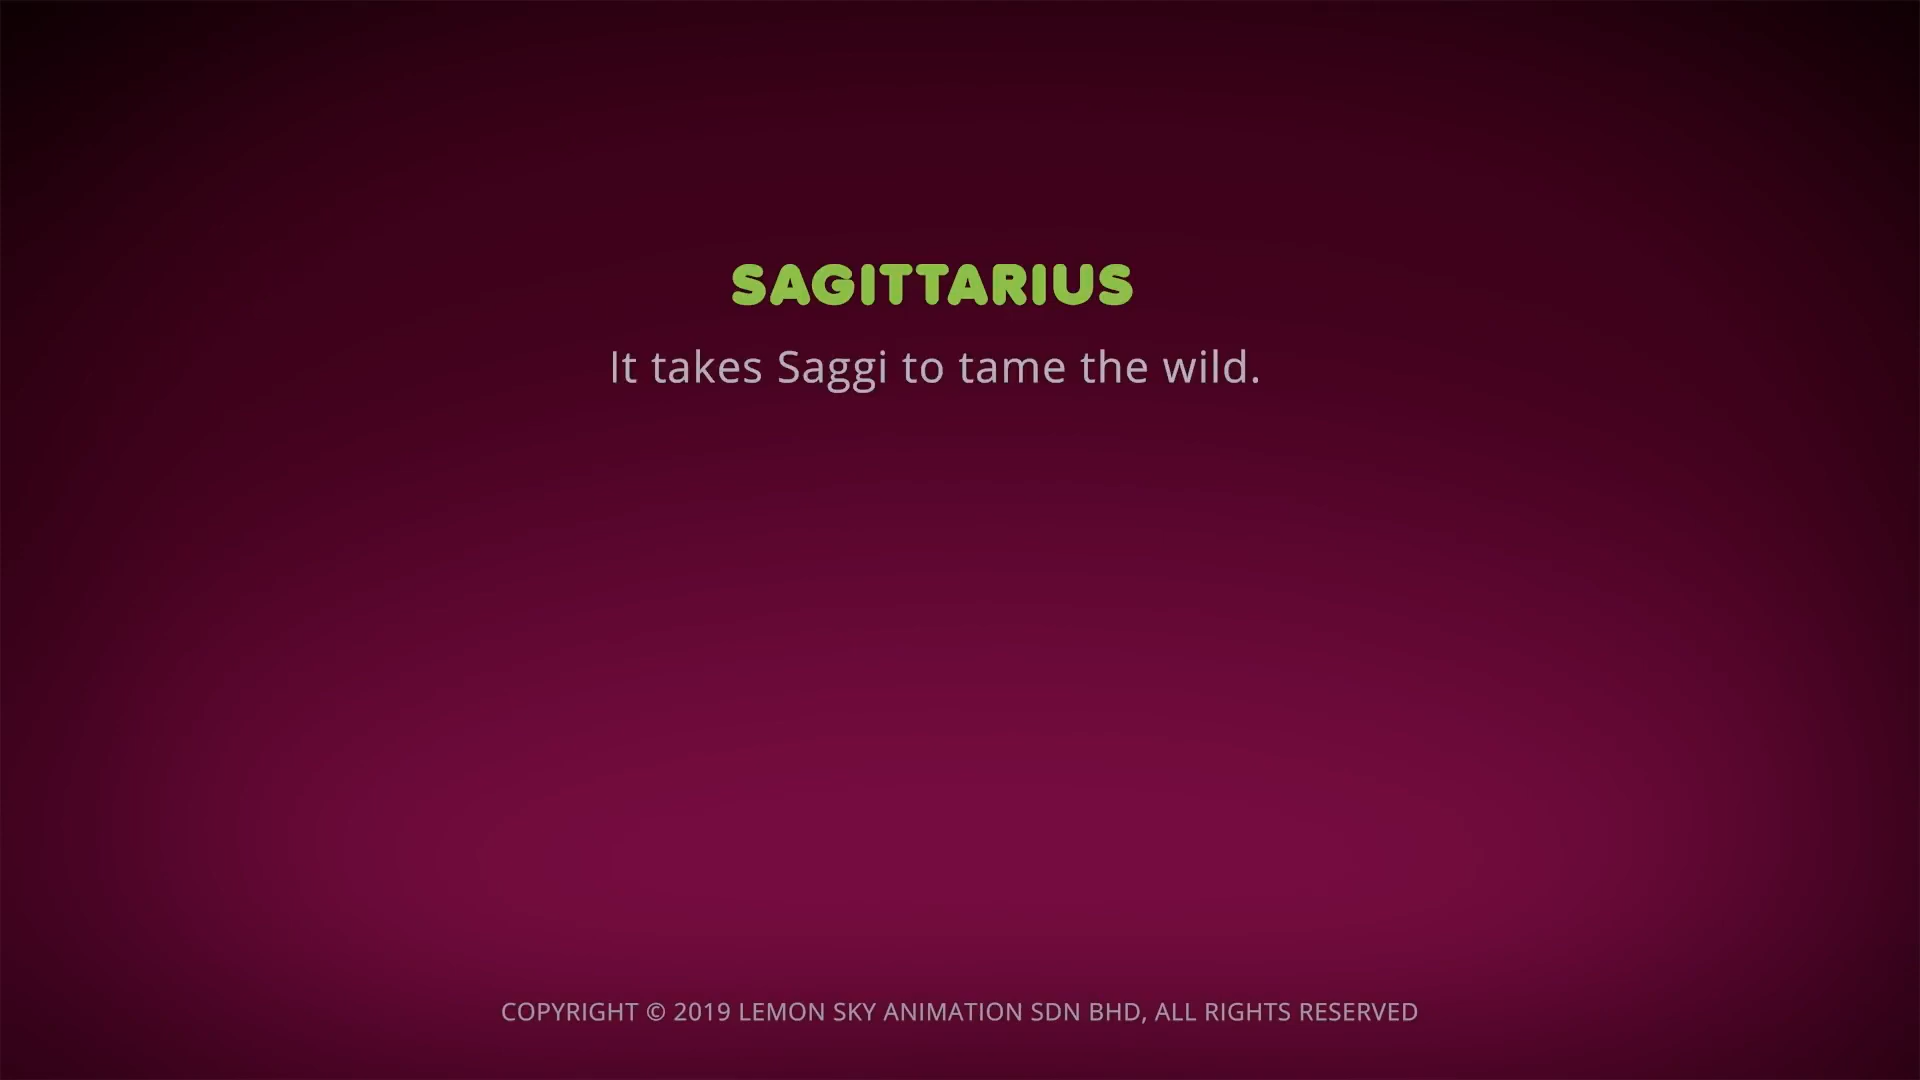 SAGITTARIUS
It takes Saggi to tame the wild.
COPYRIGHT © 2019 LEMON SKY ANIMATION SDN BHD, ALL RIGHTS RESERVED